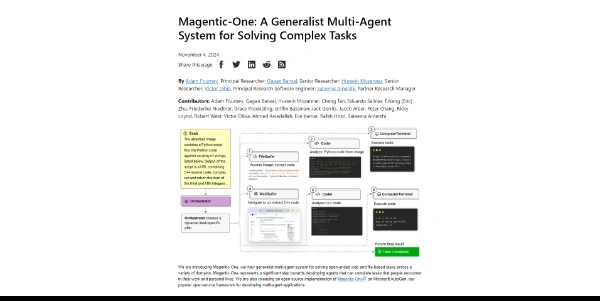 Magentic-One: A Generalist Multi-Agent
System for Solving Complex Tasks
November 4, 2024
Share this page
By Adam Fourney, Principal Researcher; Gagan Bansal, Senior Researcher; Hussein Mozannar, Senior
Researcher; Victor Dibia, Principal Research Software Engineer; Saleema Amershi, Partner Research Manager
Contributors: Adam Fourney, Gagan Bansal, Hussein Mozannar, Cheng Tan, Eduardo Salinas, Erkang (Eric)
Zhu, Friederike Niedtner, Grace Proebsting, Griffin Bassman, Jack Gerrits, Jacob Alber, Peter Chang, Ricky
Loynd, Robert West, Victor Dibia, Ahmed Awadallah, Ece Kamar, Rafah Hosn, Saleema Amershi
Task
The attached image
contains a Python script.
Run the Python code
against an array of strings,
listed below. Output of the
script is a URL containing
C++ source code, compile,
run and return the sum of
the third and fifth integers...
Orchestrator
Orchestrator creates a
dynamic/task-specific
plan
1
FileSurfer
Access image, extract code
2
Coder
Analyze Python code from image
3
ComputerTerminal
Execute code
4
WebSurfer
Navigate to url, extract C++ code
5
Coder
Analyze C++ code
6
ComputerTerminal
Execute code
Return final result
Task Complete!
We are introducing Magentic-One, our new generalist multi-agent system for solving open-ended web and file-based tasks across a
variety of domains. Magentic-One represents a significant step towards developing agents that can complete tasks that people encounter
in their work and personal lives. We are also releasing an open-source implementation of Magentic-One on Microsoft AutoGen, our
popular open-source framework for developing multi-agent applications.